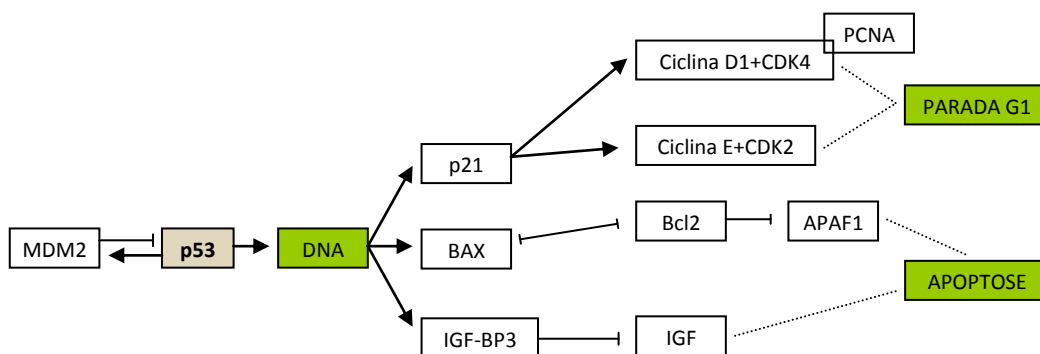 PCNA
Ciclina D1+CDK4
PARADA G1
p21
Ciclina E+CDK2
MDM2
p53
DNA
BAX
Bcl2
APAF1
APOPTOSE
IGF-BP3
IGF